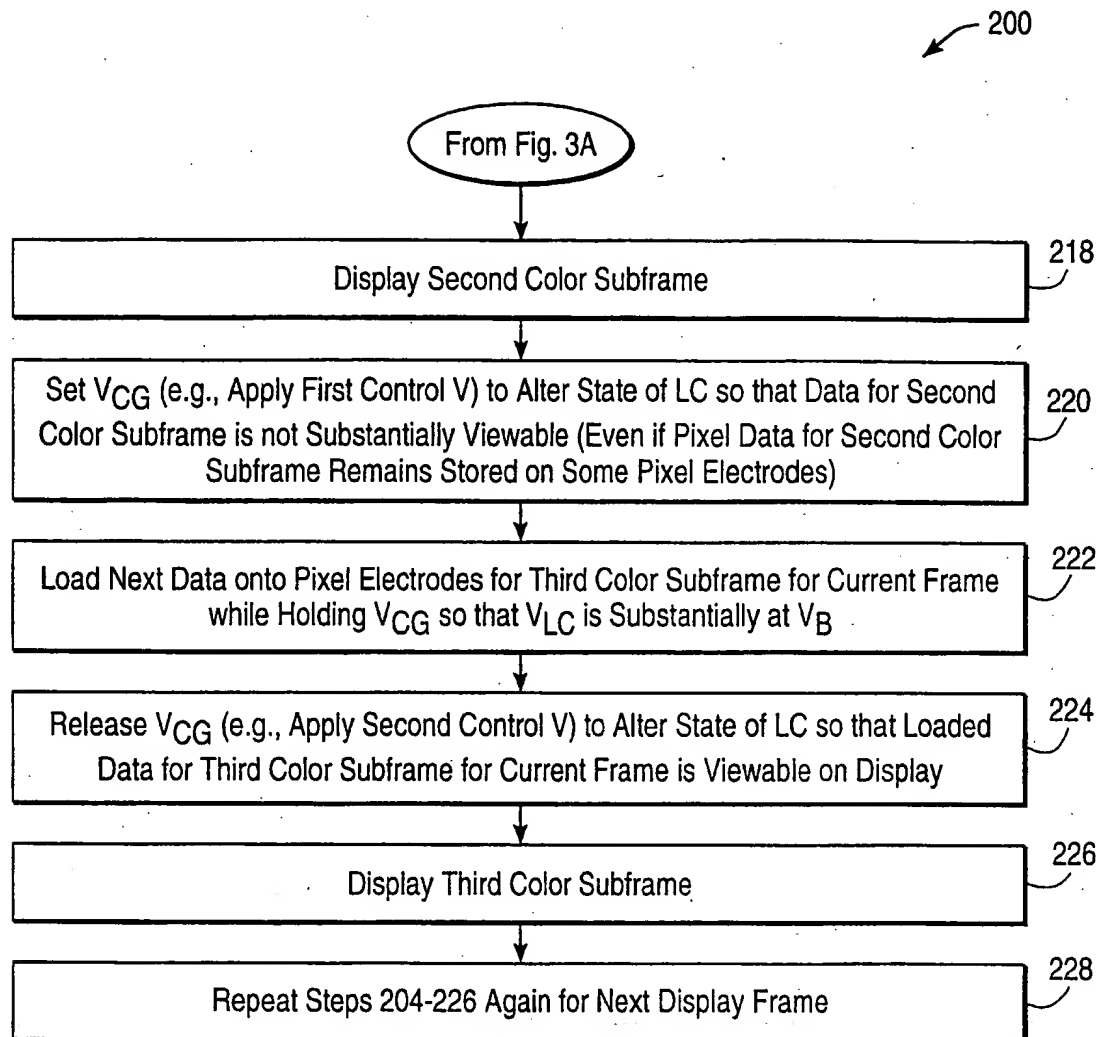 200
From Fig. 3A
Display Second Color Subframe
218
Set VCG (e.g., Apply First Control V) to Alter State of LC so that Data for Second
Color Subframe is not Substantially Viewable (Even if Pixel Data for Second Color
Subframe Remains Stored on Some Pixel Electrodes)
220
Load Next Data onto Pixel Electrodes for Third Color Subframe for Current Frame
while Holding VCG so that VLC is Substantially at VB
222
Release VCG (e.g., Apply Second Control V) to Alter State of LC so that Loaded
Data for Third Color Subframe for Current Frame is Viewable on Display
224
Display Third Color Subframe
226
Repeat Steps 204-226 Again for Next Display Frame
228